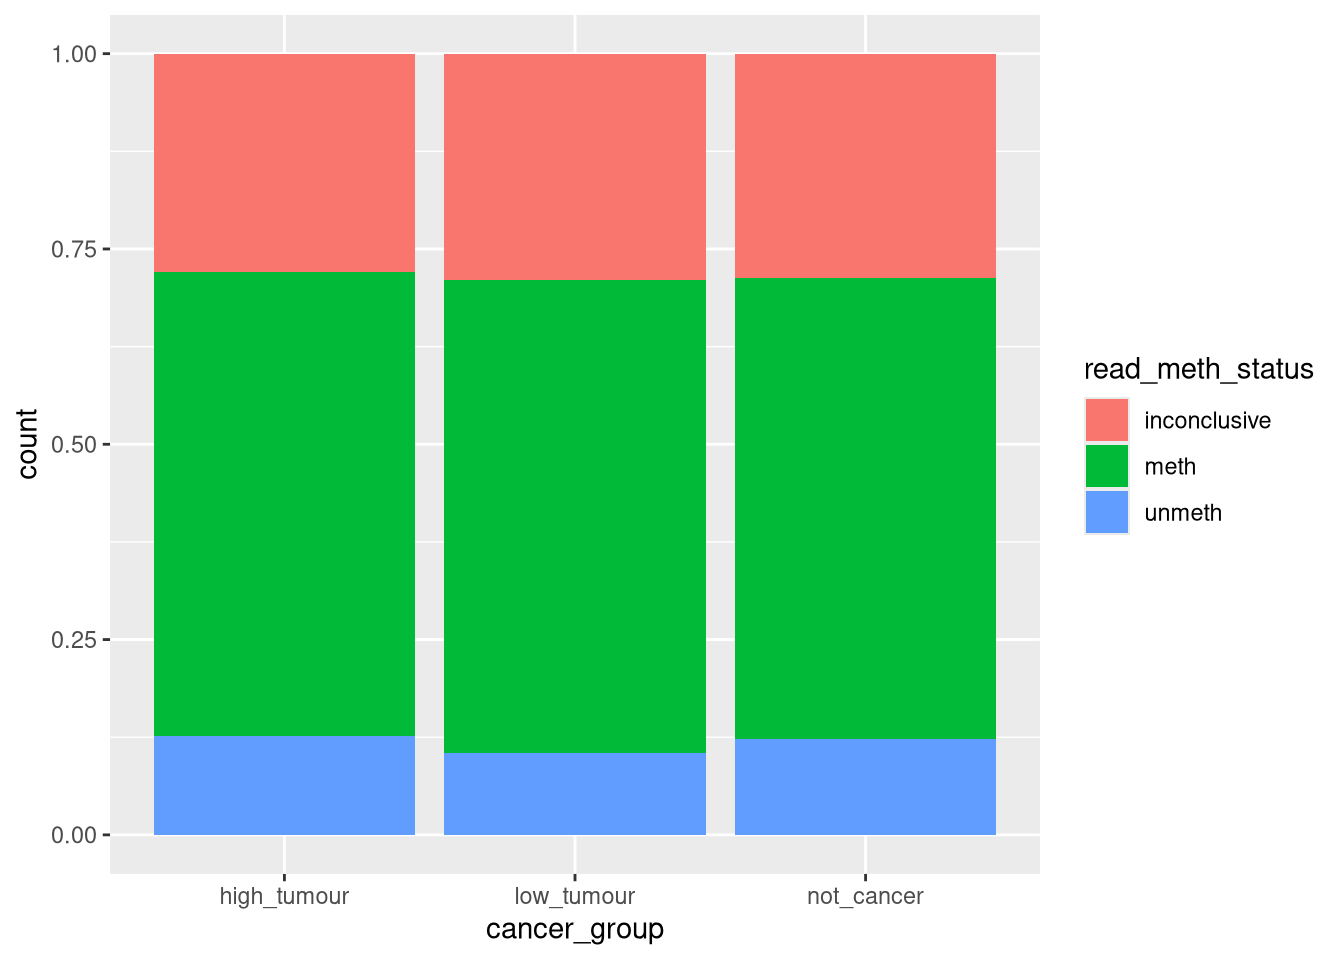 1.00
0.75
0.50
0.25
0.00
count
high_tumour low_tumour not_cancer
cancer_group
read_meth_status
inconclusive
meth
unmeth